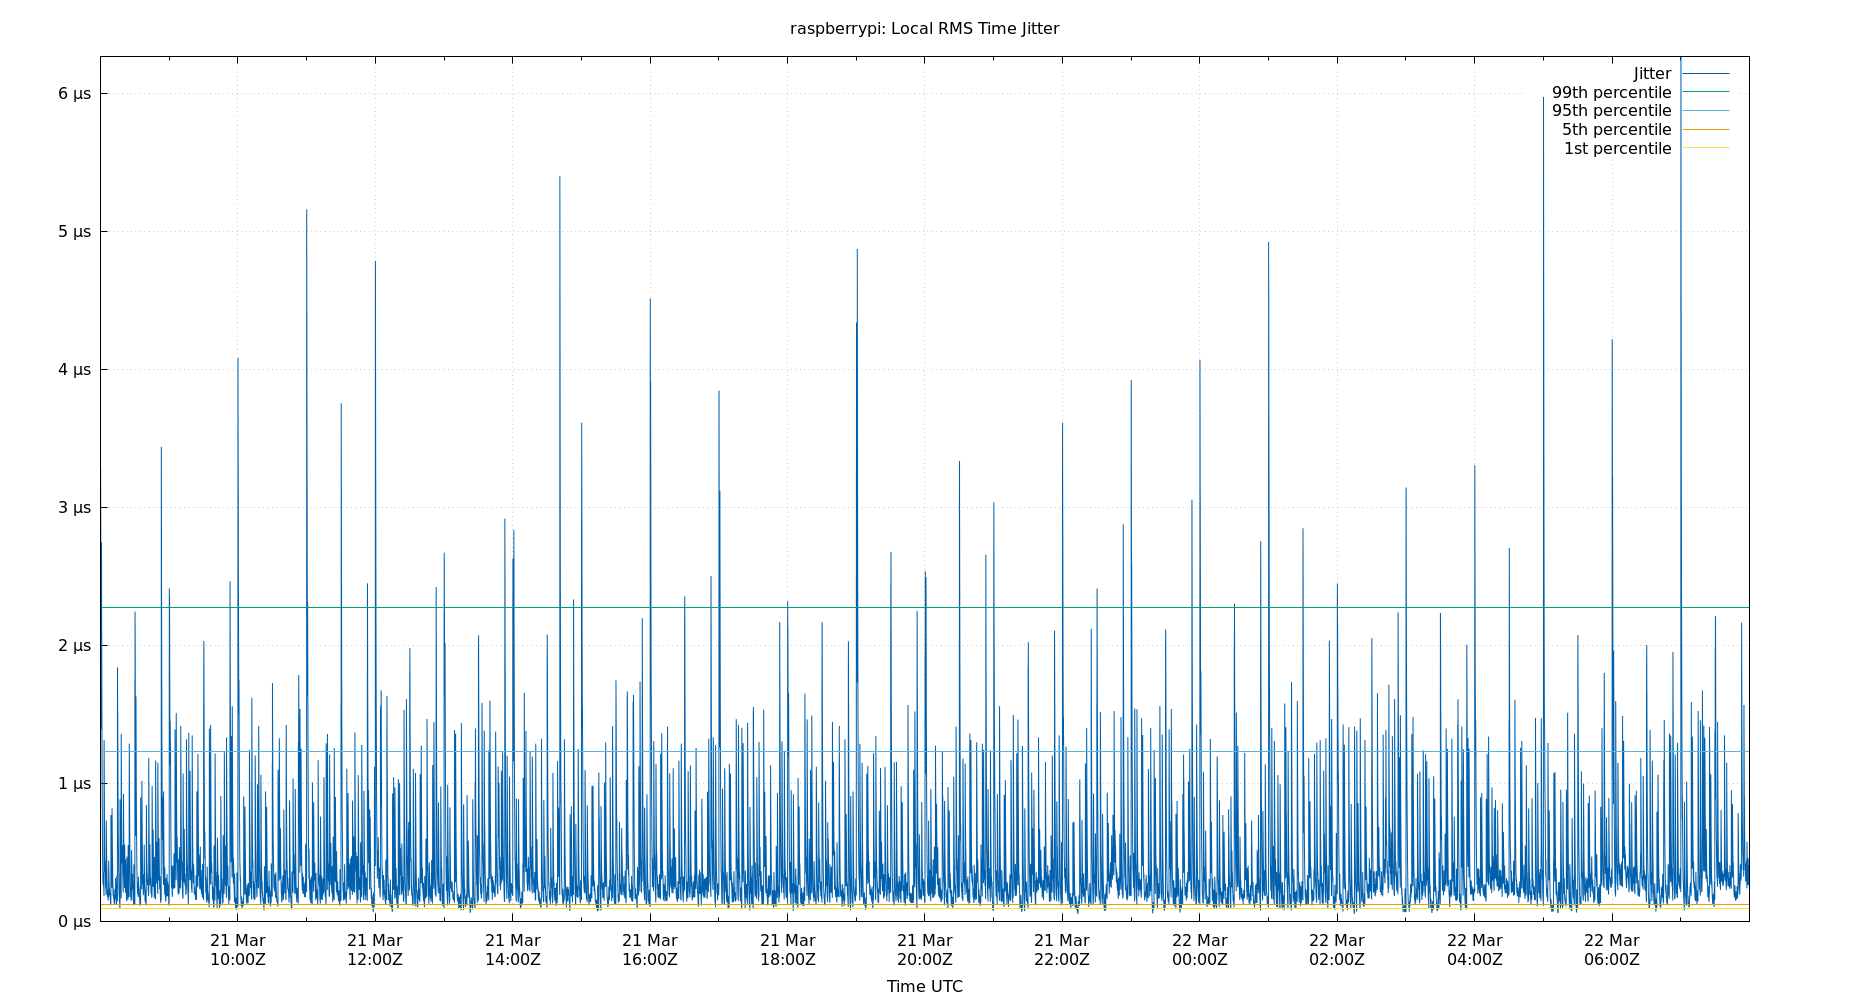 raspberrypi: Local RMS Time Jitter
Jitter
99th percentile
95th percentile
5th percentile
1st percentile
6 µs
5 µs
4 µs
3 µs
2 µs
1 µs
0 µs
21 Mar 21 Mar 21 Mar 21 Mar 21 Mar 21 Mar 21 Mar 22 Mar 22 Mar 22 Mar 22 Mar
10:00Z 12:00Z 14:00Z 16:00Z 18:00Z 20:00Z 22:00Z 00:00Z 02:00Z 04:00Z 06:00Z
Time UTC